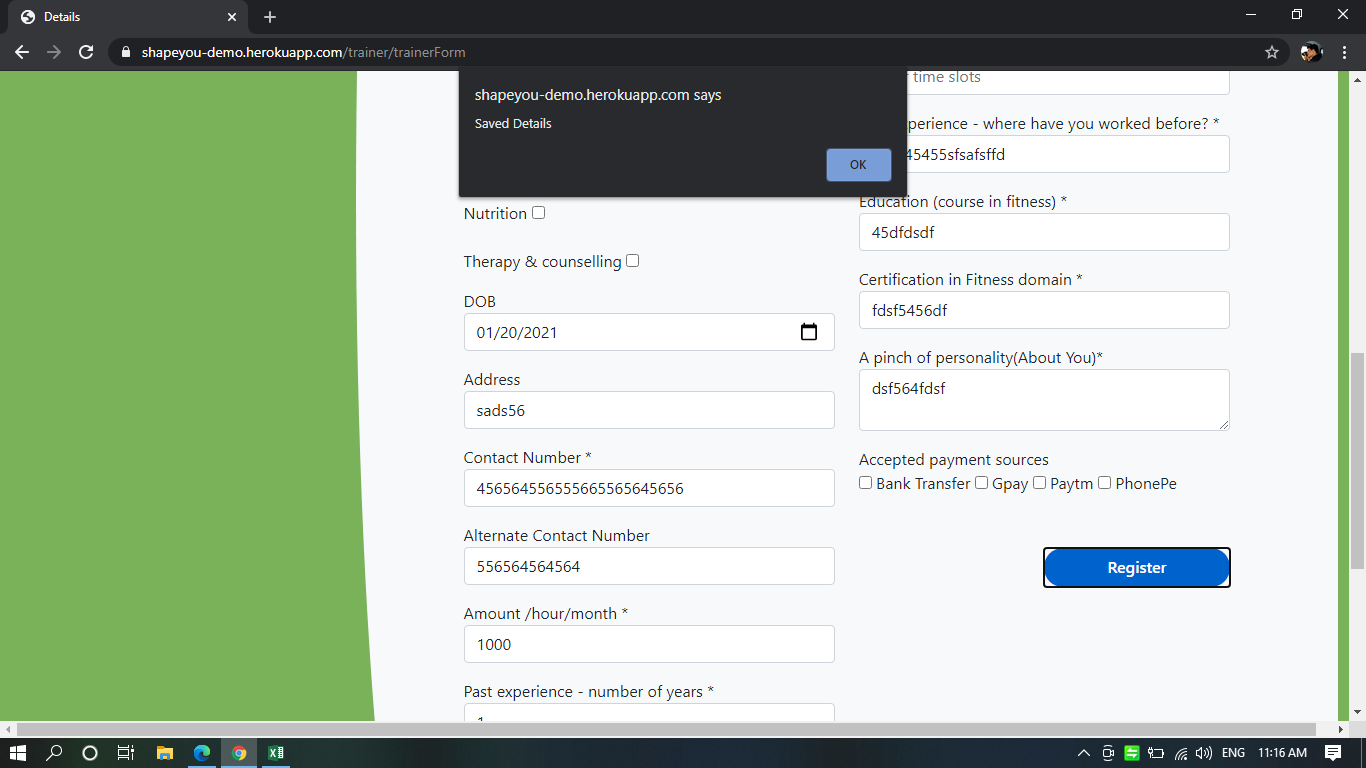 Details
shapeyou-demo.herokuapp.com/trainer/trainerForm
shapeyou-demo.herokuapp.com says
Saved Details
OK
Nutrition
Therapy & counselling
DOB
01/20/2021
Address
sads56
Contact Number *
456564556555665565645656
Alternate Contact Number
556564564564
Amount /hour/month *
1000
Past experience - number of years *
time slots
perience - where have you worked before? *
45455sfsafsffd
Education (course in fitness) *
45dfdsdf
Certification in Fitness domain *
fdsf5456df
A pinch of personality(About You)*
dsf564fdsf
Accepted payment sources
Bank Transfer Gpay Paytm PhonePe
Register
ENG 11:16 AM